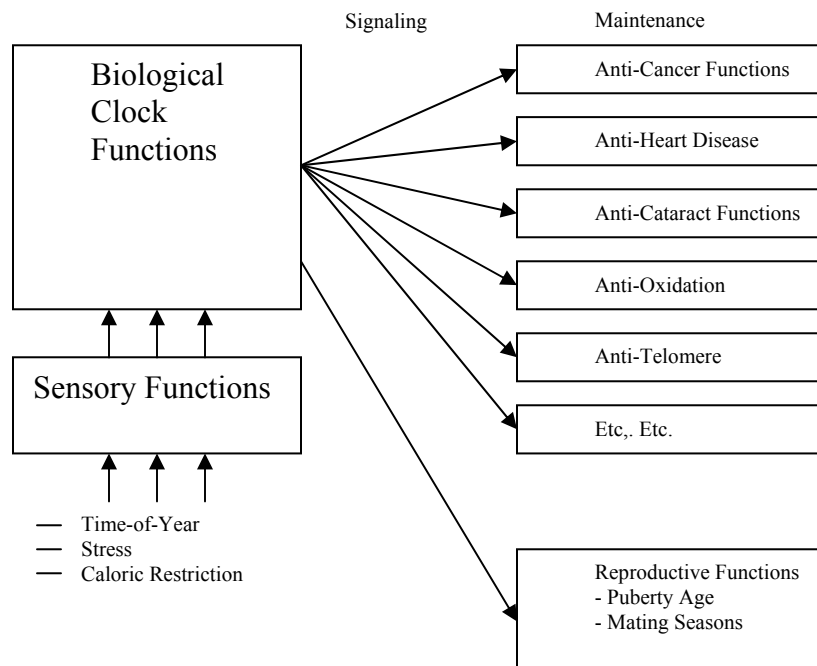 Signaling
Maintenance
Biological
Clock
Functions
Anti-Cancer Functions
Anti-Heart Disease
Anti-Cataract Functions
Anti-Oxidation
Anti-Telomere
Etc,. Etc.
Sensory Functions
— Time-of-Year
— Stress
— Caloric Restriction
Reproductive Functions
- Puberty Age
- Mating Seasons